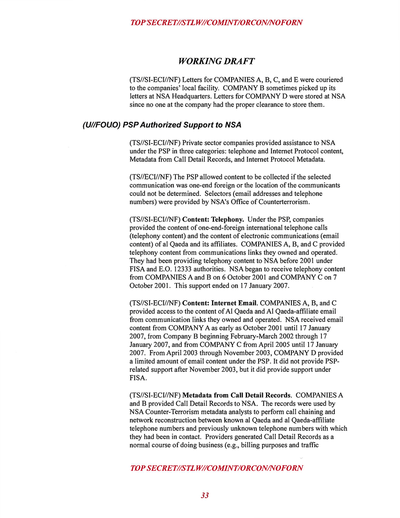 TOP SECRET//STLW//COMINT/ORCON/NOFORN
WORKING DRAFT
(TS//SI-ECI//NF) Letters for COMPANIES A, B, C, and E were couriered
to the companies' local facility. COMPANY B sometimes picked up its
letters at NSA Headquarters. Letters for COMPANY D were stored at NSA
since no one at the company had the proper clearance to store them.
(U//FOUO) PSP Authorized Support to NSA
(TS//SI-ECI//NF) Private sector companies provided assistance to NSA
under the PSP in three categories: telephone and Internet Protocol content,
Metadata from Call Detail Records, and Internet Protocol Metadata.
(TS//ECI//NF) The PSP allowed content to be collected if the selected
communication was one-end foreign or the location of the communicants
could not be determined. Selectors (email addresses and telephone
numbers) were provided by NSA's Office of Counterterrorism.
(TS//SI-ECI//NF) Content: Telephony. Under the PSP, companies
provided the content of one-end-foreign international telephone calls
(telephony content) and the content of electronic communications (email
content) of al Qaeda and its affiliates. COMPANIES A, B, and C provided
telephony content from communications links they owned and operated.
They had been providing telephony content to NSA before 2001 under
FISA and E.O. 12333 authorities. NSA began to receive telephony content
from COMPANIES A and B on 6 October 2001 and COMPANY C on 7
October 2001. This support ended on 17 January 2007.
(TS//SI-ECI//NF) Content: Internet Email. COMPANIES A, B, and C
provided access to the content of Al Qaeda and Al Qaeda-affiliate email
from communication links they owned and operated. NSA received email
content from COMPANY A as early as October 2001 until 17 January
2007, from Company B beginning February-March 2002 through 17
January 2007, and from COMPANY C from April 2005 until 17 January
2007. From April 2003 through November 2003, COMPANY D provided
a limited amount of email content under the PSP. It did not provide PSP-
related support after November 2003, but it did provide support under
FISA.
(TS//SI-ECI//NF) Metadata from Call Detail Records. COMPANIES A
and B provided Call Detail Records to NSA. The records were used by
NSA Counter-Terrorism metadata analysts to perform call chaining and
network reconstruction between known al Qaeda and al Qaeda-affiliate
telephone numbers and previously unknown telephone numbers with which
they had been in contact. Providers generated Call Detail Records as a
normal course of doing business (e.g., billing purposes and traffic
TOP SECRET//STLW//COMINT/ORCON/NOFORN
33